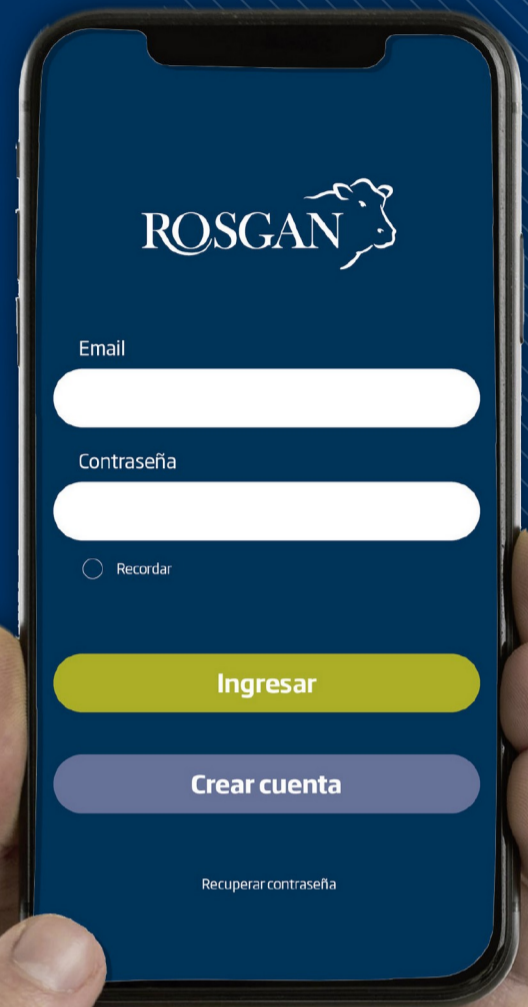 ROSGAN
Email
Contraseña
Recordar
Ingresar
Crear cuenta
Recuperar contraseña